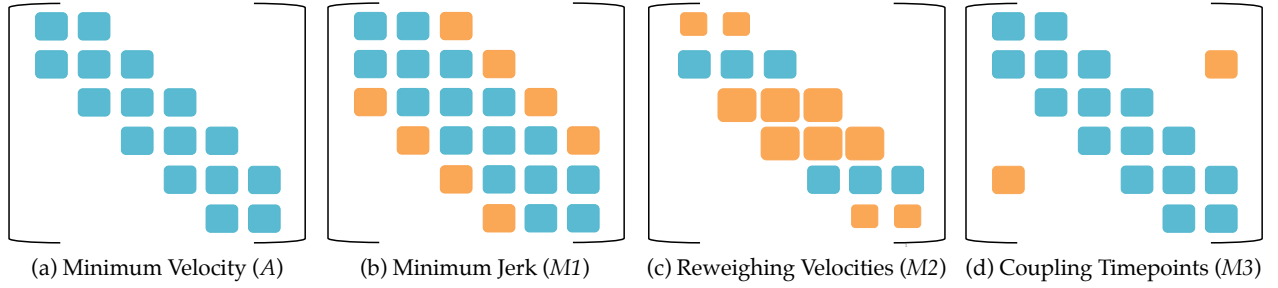 (a) Minimum Velocity (A)
(b) Minimum Jerk (M1)
(c) Reweighing Velocities (M2)
(d) Coupling Timepoints (M3)